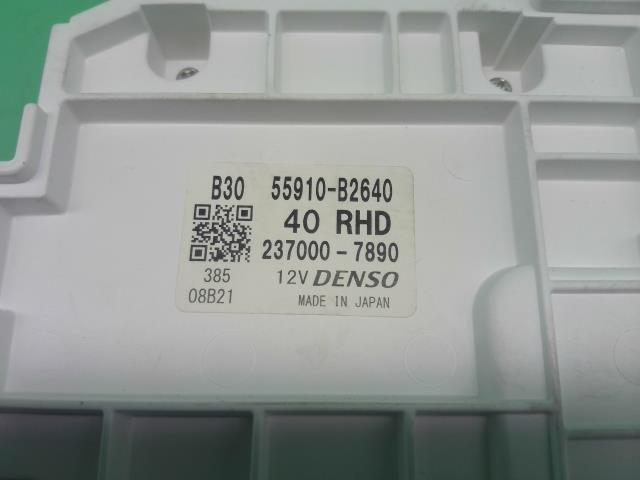 B30 55910-B2640
40 RHD
237000-7890
385 12V DENSO
08B21 MADE IN JAPAN